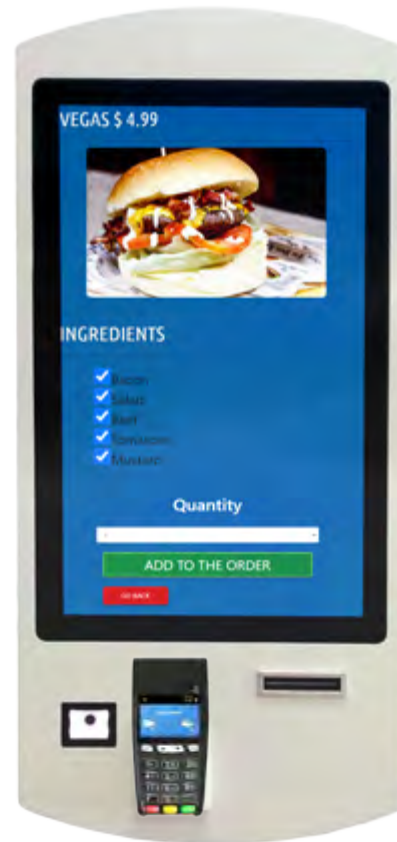 VEGAS $ 4.99
INGREDIENTS
Bacon
Salad
Beef
Tomatoes
Mustard
Quantity
ADD TO THE ORDER
GO BACK